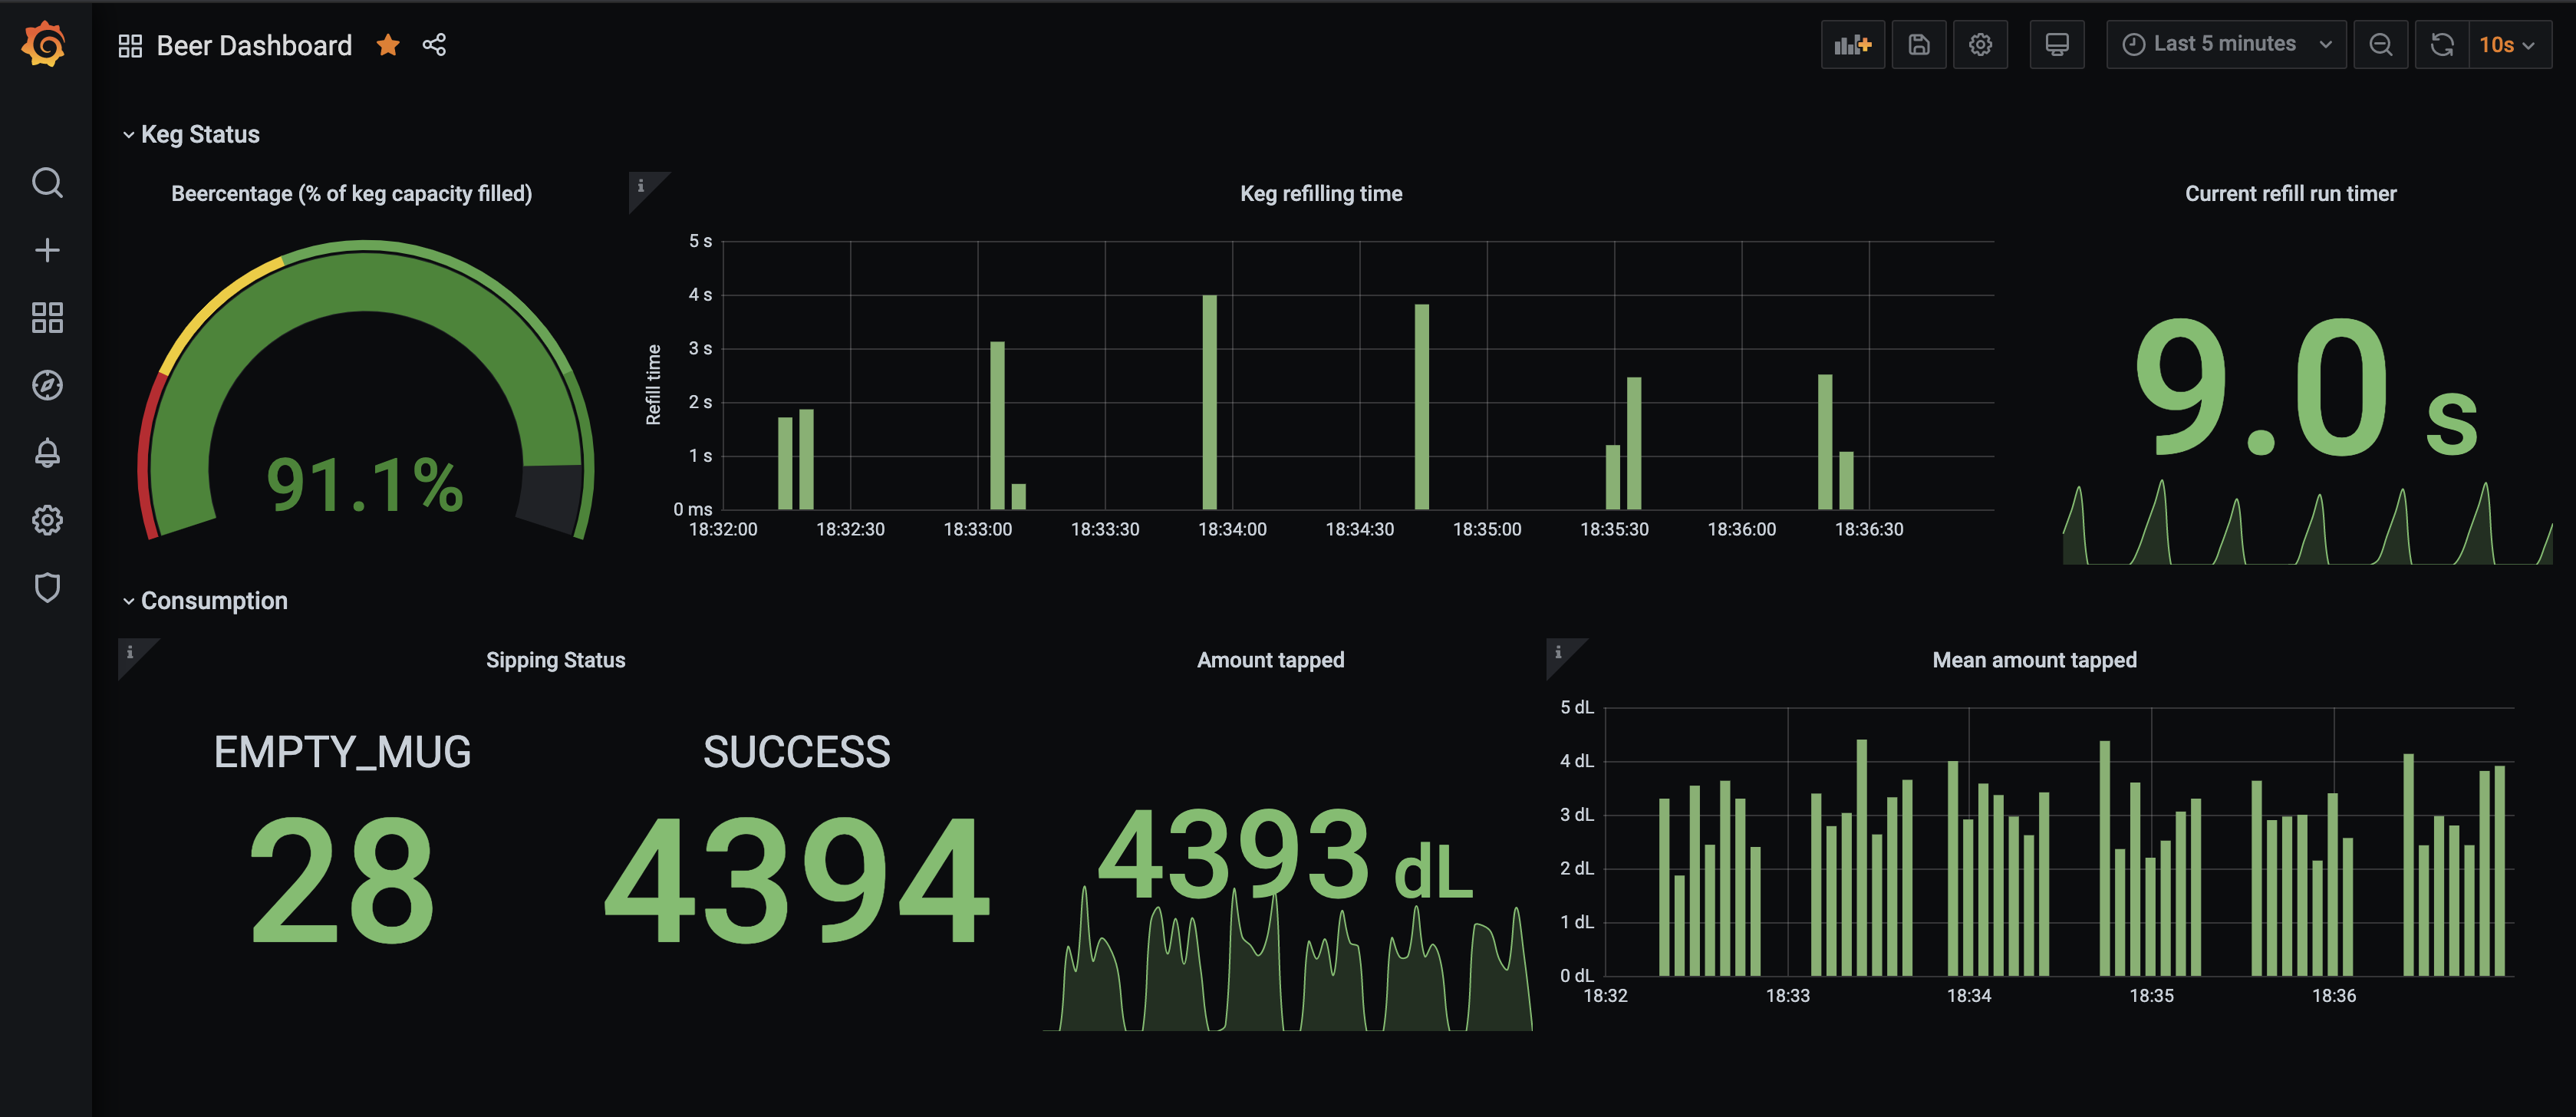 Beer Dashboard
Last 5 minutes
10s
Keg Status
Beercentage (% of keg capacity filled)
91.1%
i
Keg refilling time
Refill time
5 s
4 s
3 s
2 s
1 s
0 ms
18:32:00 18:32:30 18:33:00 18:33:30 18:34:00 18:34:30 18:35:00 18:35:30 18:36:00 18:36:30
Current refill run timer
9.0 s
Consumption
i
Sipping Status
EMPTY_MUG
28
SUCCESS
4394
Amount tapped
4393 dL
i
Mean amount tapped
5 dL
4 dL
3 dL
2 dL
1 dL
0 dL
18:32 18:33 18:34 18:35 18:36